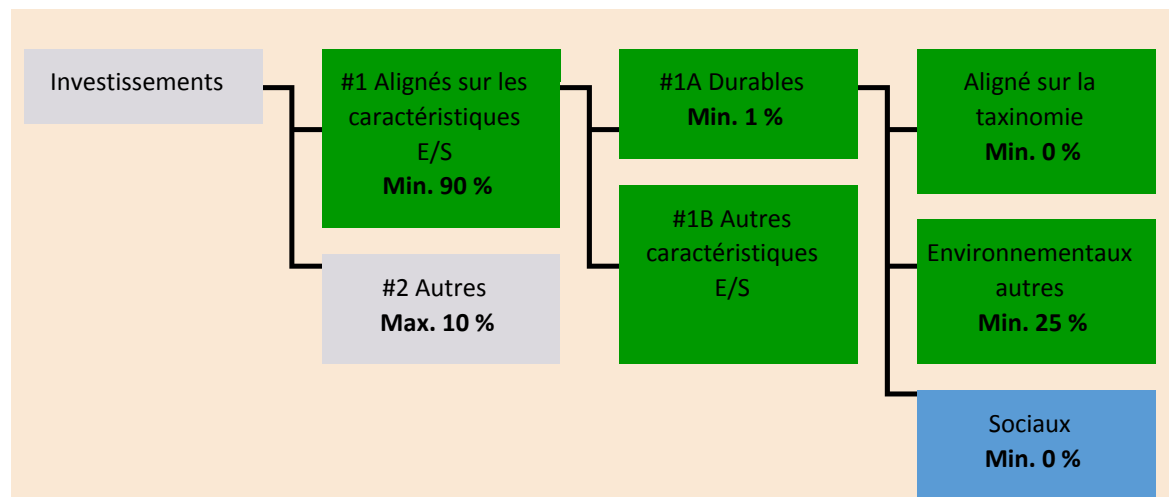 Investissements
#1 Alignés sur les
caractéristiques
E/S
Min. 90 %
#2 Autres
Max. 10 %
#1A Durables
Min. 1 %
#1B Autres
caractéristiques
E/S
Aligné sur la
taxinomie
Min. 0 %
Environnementaux
autres
Min. 25 %
Sociaux
Min. 0 %